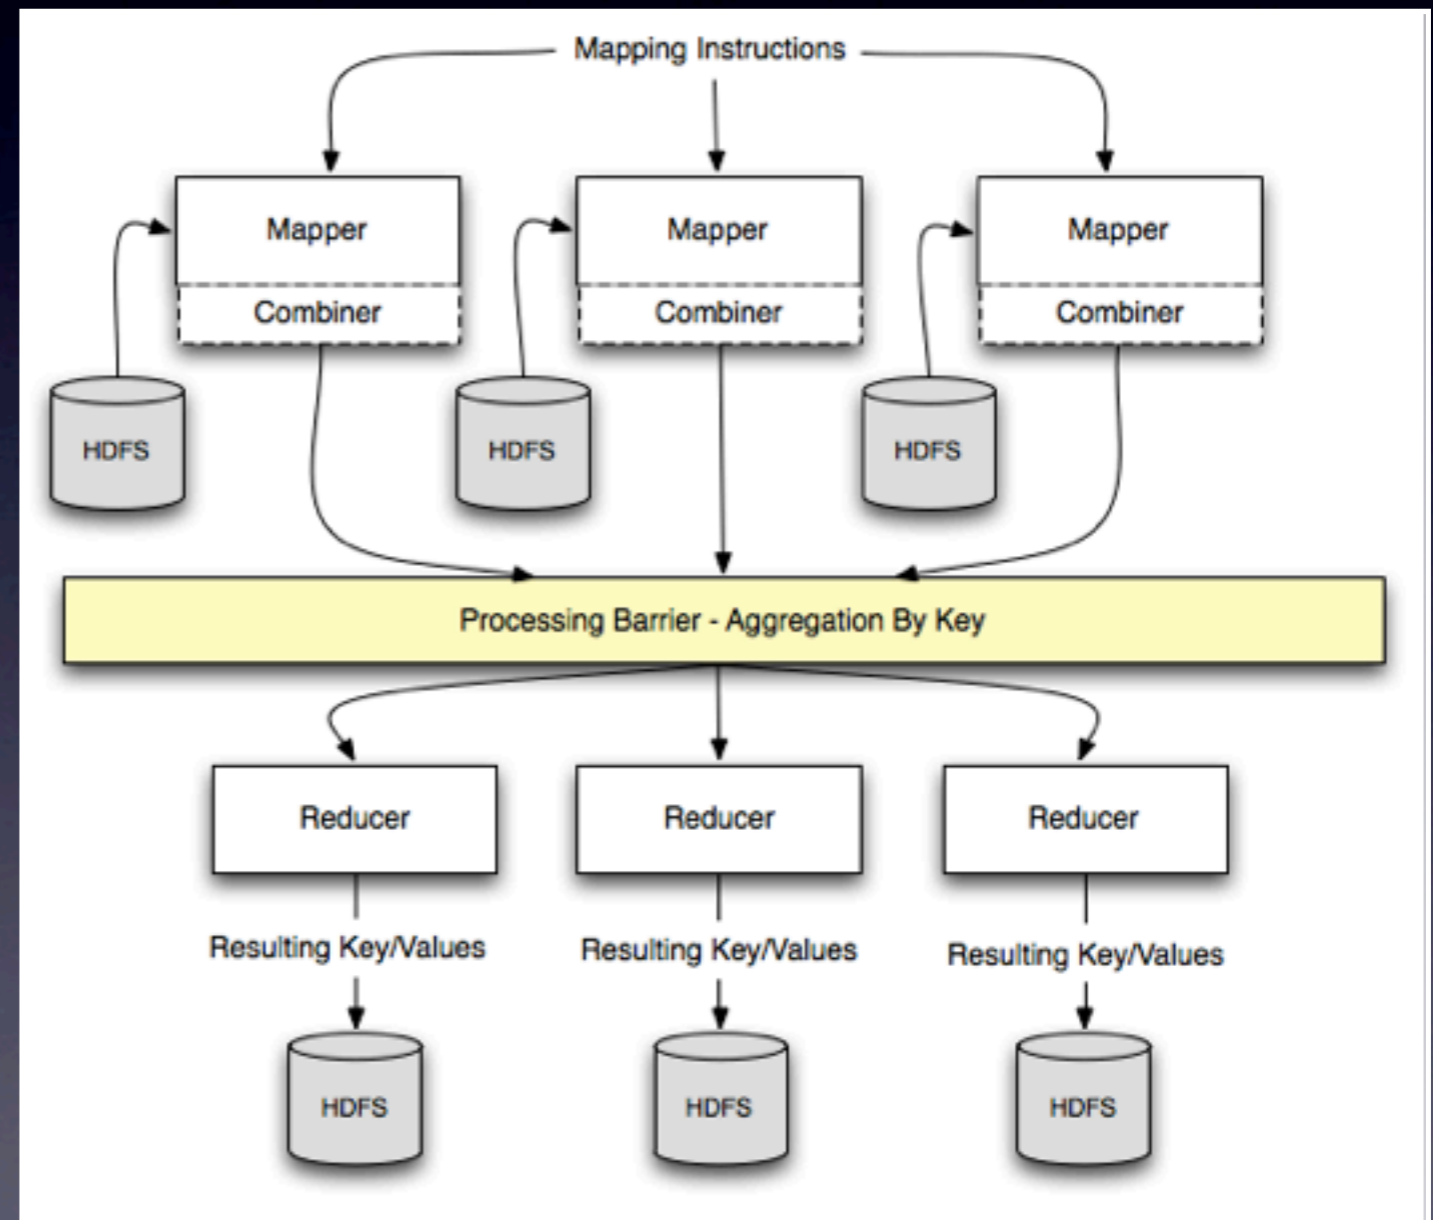 Mapping Instructions
Mapper
Mapper
Mapper
Combiner
Combiner
Combiner
HDFS
HDFS
HDFS
Processing Barrier - Aggregation By Key
Reducer
Reducer
Reducer
Resulting Key/Values
Resulting Key/Values
Resulting Key/Values
HDFS
HDFS
HDFS